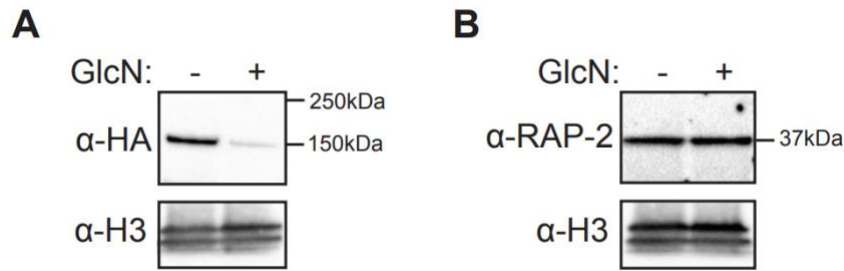 A
GlcN: - +
250kDa
α-HA
150kDa
α-H3
B
GlcN: - +
α-RAP-2
37kDa
α-H3